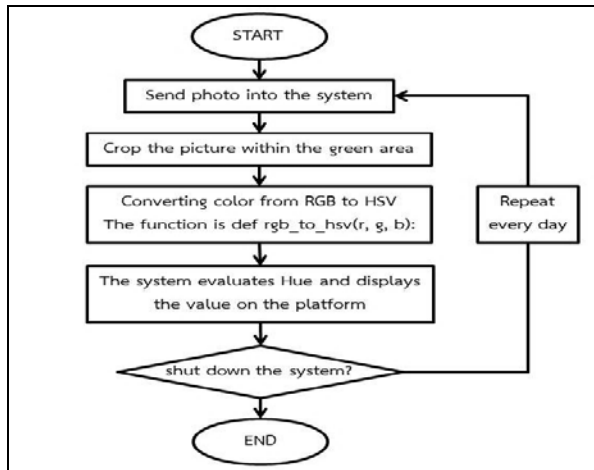 START
Send photo into the system
Crop the picture within the green area
Converting color from RGB to HSV
The function is def rgb_to_hsv(r, g, b):
Repeat
every day
The system evaluates Hue and displays
the value on the platform
shut down the system?
END